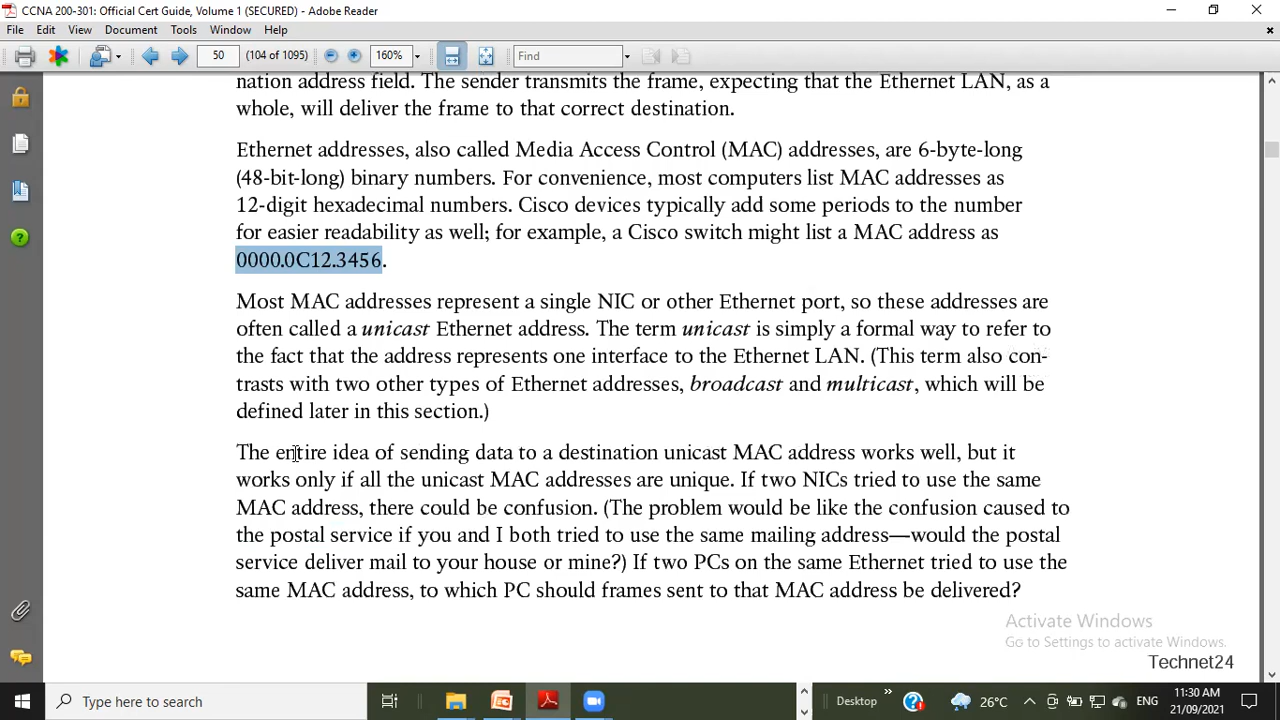 CCNA 200-301: Official Cert Guide, Volume 1 (SECURED) - Adobe Reader
File Edit View Document Tools Window Help
50 (104 of 1095) 160% Find
nation address field. The sender transmits the frame, expecting that the Ethernet LAN, as a
whole, will deliver the frame to that correct destination.
Ethernet addresses, also called Media Access Control (MAC) addresses, are 6-byte-long
(48-bit-long) binary numbers. For convenience, most computers list MAC addresses as
12-digit hexadecimal numbers. Cisco devices typically add some periods to the number
for easier readability as well; for example, a Cisco switch might list a MAC address as
0000.0C12.3456.
Most MAC addresses represent a single NIC or other Ethernet port, so these addresses are
often called a unicast Ethernet address. The term unicast is simply a formal way to refer to
the fact that the address represents one interface to the Ethernet LAN. (This term also con-
trasts with two other types of Ethernet addresses, broadcast and multicast, which will be
defined later in this section.)
The entire idea of sending data to a destination unicast MAC address works well, but it
works only if all the unicast MAC addresses are unique. If two NICs tried to use the same
MAC address, there could be confusion. (The problem would be like the confusion caused to
the postal service if you and I both tried to use the same mailing address—would the postal
service deliver mail to your house or mine?) If two PCs on the same Ethernet tried to use the
same MAC address, to which PC should frames sent to that MAC address be delivered?
Activate Windows
Go to Settings to activate Windows.
Technet24
Type here to search
Desktop » 26°C ENG
11:30 AM
21/09/2021